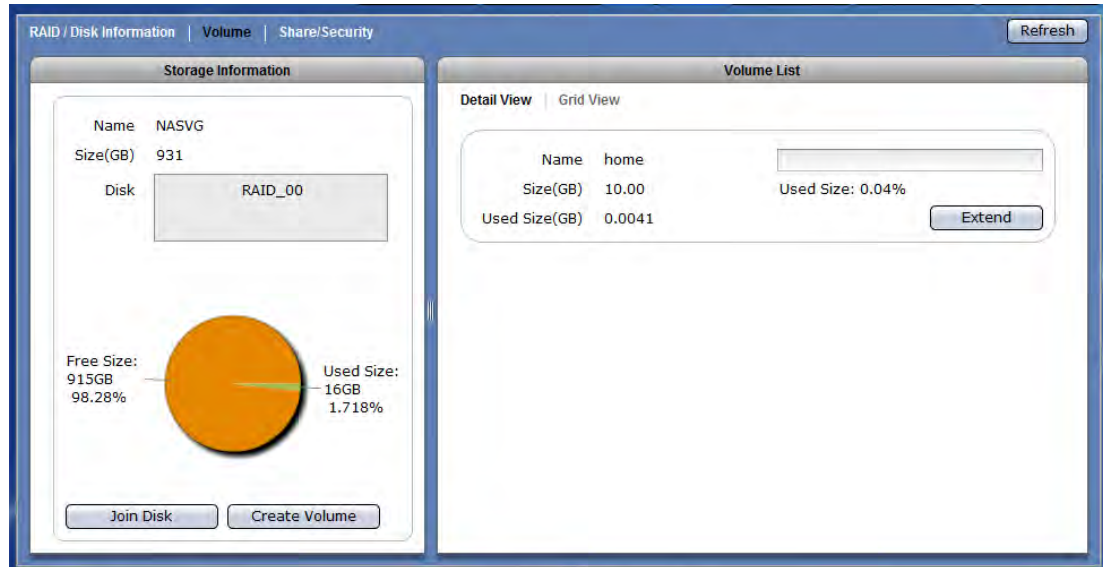 RAID / Disk Information | Volume | Share/Security
Refresh
Storage Information
Name NASVG
Size(GB) 931
Disk RAID_00
Free Size:
915GB
98.28%
Used Size:
16GB
1.718%
Join Disk Create Volume
Volume List
Detail View | Grid View
Name home
Size(GB) 10.00 Used Size: 0.04%
Used Size(GB) 0.0041 Extend